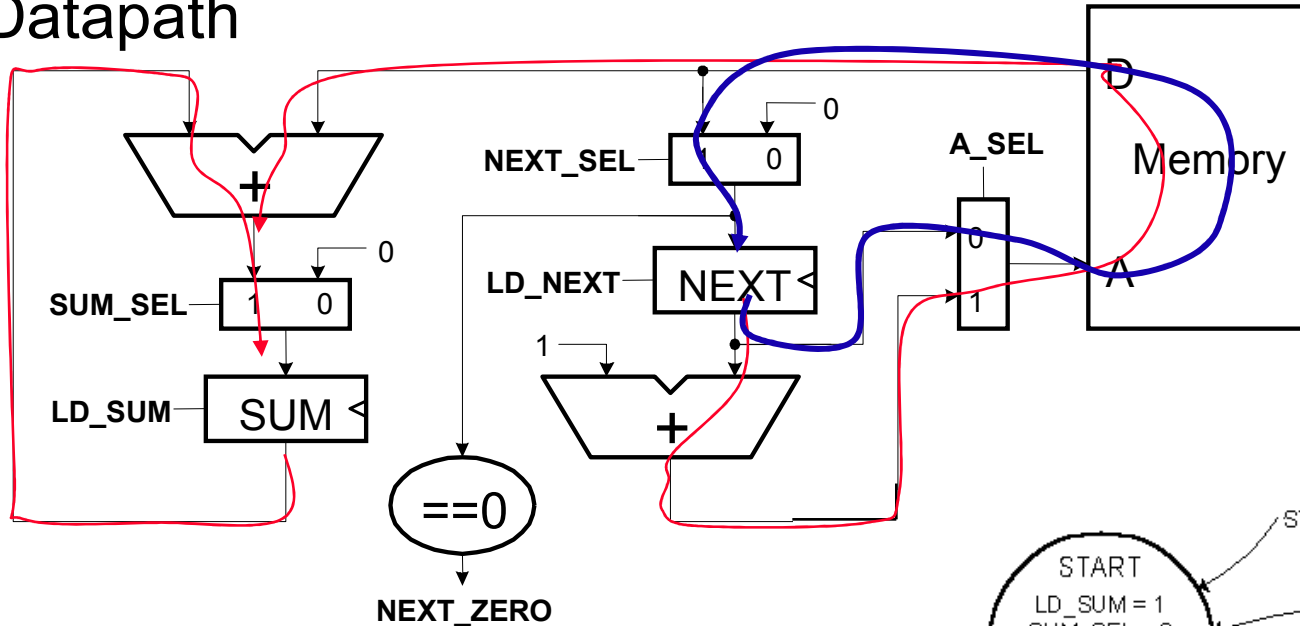 Datapath
D
0
NEXT_SEL
1 0
A_SEL
Memory
+
0
0
SUM_SEL
1 0
LD_NEXT
NEXT <
A
1
1
LD_SUM
SUM <
+
==0
START
LD_SUM = 1
NEXT_ZERO